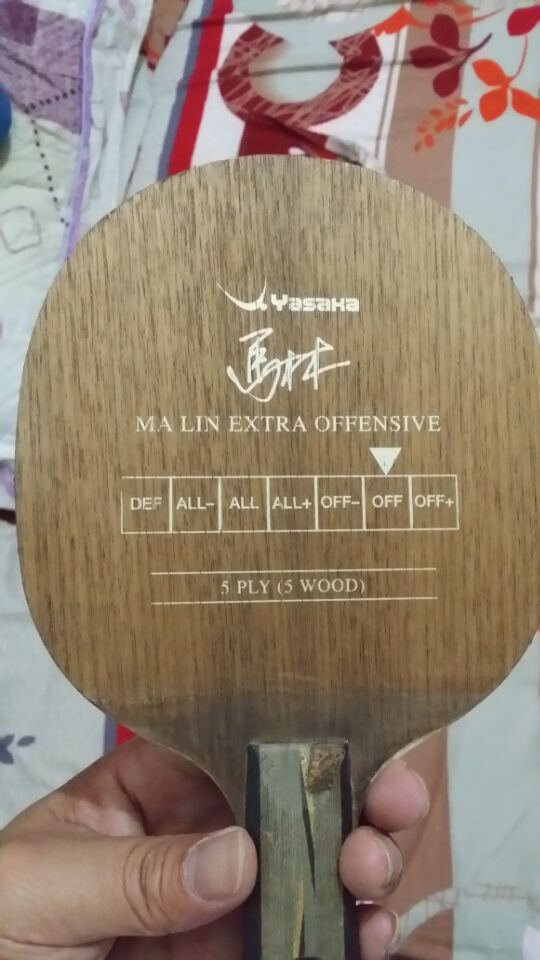 Yasaka
馬林
MA LIN EXTRA OFFENSIVE
DEF ALL- ALL ALL+ OFF- OFF OFF+
5 PLY (5 WOOD)